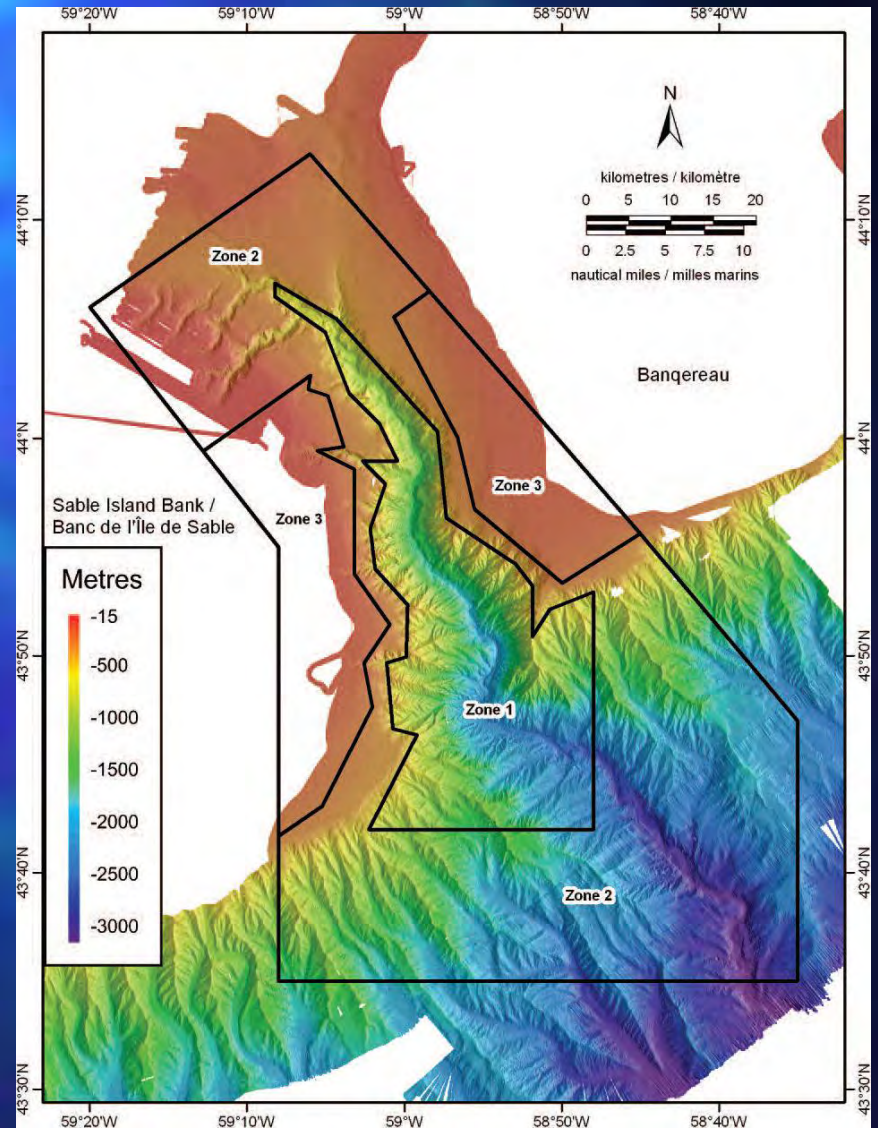 59°20'W 59°10'W 59°W 58°50'W 58°40'W
N
kilometres / kilomètre
0 5 10 15 20
0 2.5 5 7.5 10
nautical miles / milles marins
44°10'N 44°10'N
Zone 2
Banqereau
44°N 44°N
Zone 3
Sable Island Bank /
Banc de l'Île de Sable
Zone 3
Metres
-15
-500
-1000
-1500
-2000
-2500
-3000
43°50'N 43°50'N
Zone 1
43°40'N 43°40'N
Zone 2
43°30'N 43°30'N
59°20'W 59°10'W 59°W 58°50'W 58°40'W